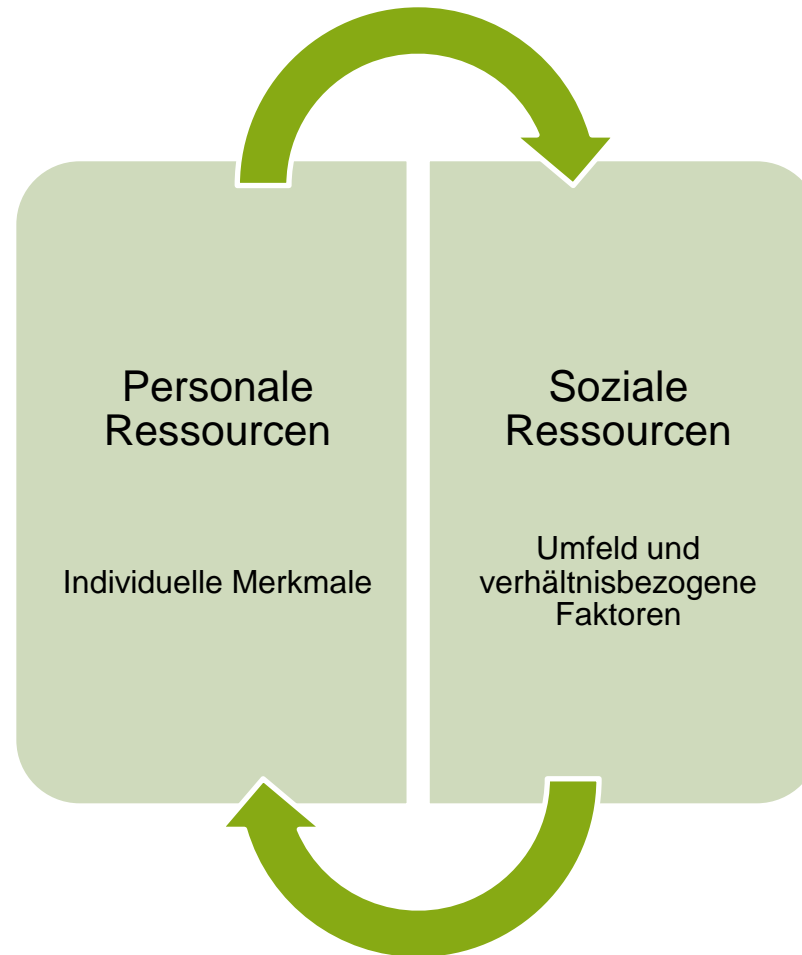 Personale
Ressourcen
Individuelle Merkmale
Soziale
Ressourcen
Umfeld und
verhältnisbezogene
Faktoren